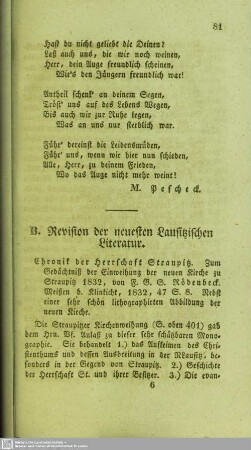 81
Hast du nicht geliebt die Deinen?
Laß auch uns, die wir noch weinen,
Herr, dein Auge freundlich scheinen,
Wie's den Jüngern freundlich war!
Antheil schenk' an deinem Segen,
Tröst' uns auf des Lebens Wegen,
Bis auch wir zur Ruhe legen,
Was an uns nur sterblich war.
Führ' dereinst die Leidensmüden,
Führ' uns, wenn wir hier nun schieden,
Alle, Herr, zu deinem Frieden,
Wo das Auge nicht mehr weint!
M. Pescheck.
B. Revision der neuesten Lausitzischen
Literatur.
Chronik der Herrschaft Straupitz. Zum
Gedächtniß der Einweihung der neuen Kirche zu
Straupitz 1832, von F. G. S. Rödenbeck.
Meißen b. Klinkicht, 1832, 47 S. 8. Nebst
einer sehr schön lithographirten Abbildung der
neuen Kirche.
Die Straupitzer Kirchenweihung (S. oben 401) gab
dem Hrn. Vf. Anlaß zu dieser sehr schätzbaren Mono-
graphie. Sie behandelt 1.) das Aufkeimen des Chri-
stenthums und dessen Ausbreitung in der NLausitz, be-
sonders in der Gegend von Straupitz. 2.) Geschichte
der Herrschaft St. und ihrer Besitzer. 3.) Die evan-
6